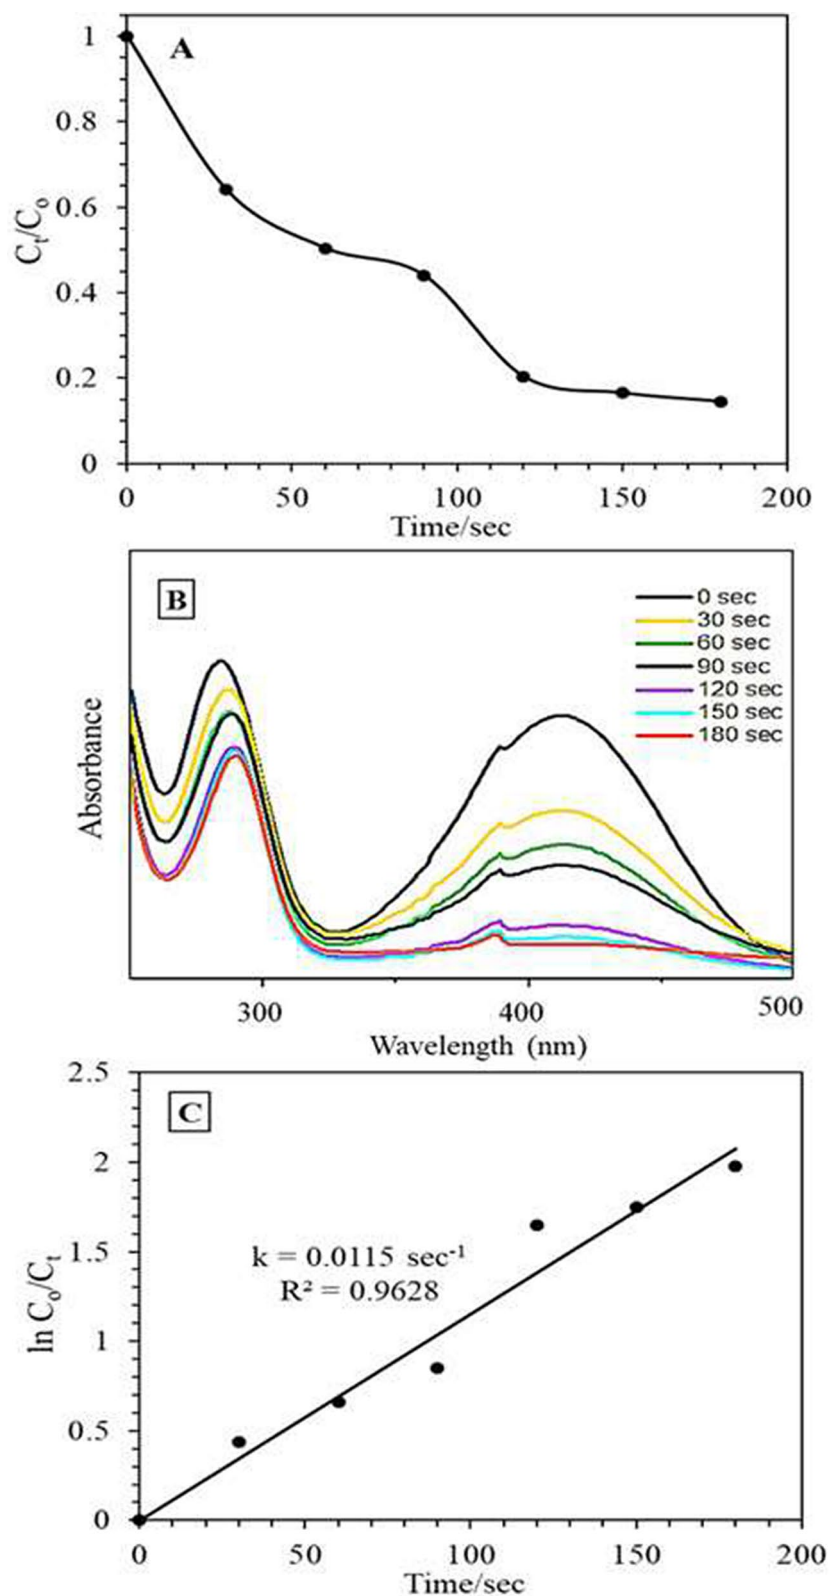 A
1
0.8
0.6
0.4
0.2
0
Cₜ/Cₒ
0 50 100 150 200
Time/sec
B
0 sec
30 sec
60 sec
90 sec
120 sec
150 sec
180 sec
Absorbance
300 400 500
Wavelength (nm)
C
2.5
2
1.5
1
0.5
0
ln Cₒ/Cₜ
k = 0.0115 sec⁻¹
R² = 0.9628
0 50 100 150 200
Time/sec